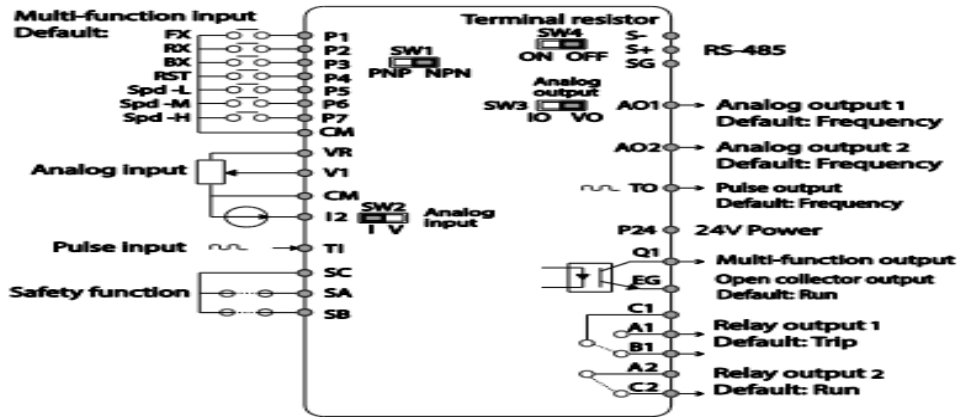 Multi-function input
Default:
FX P1
RX P2
BX P3
RST P4
Spd -L P5
Spd -M P6
Spd -H P7
CM
VR
Analog input
V1
CM
I2
Pulse input TI
SC
Safety function SA
SB
SW1
PNP NPN
SW2
I V
Analog
input
Terminal resistor
SW4
ON OFF
Analog
output
SW3
IO VO
S-
S+ RS-485
SG
AO1 Analog output 1
Default: Frequency
AO2 Analog output 2
Default: Frequency
TO Pulse output
Default: Frequency
P24 24V Power
Q1 Multi-function output
EG Open collector output
Default: Run
C1
A1 Relay output 1
B1 Default: Trip
A2 Relay output 2
C2 Default: Run